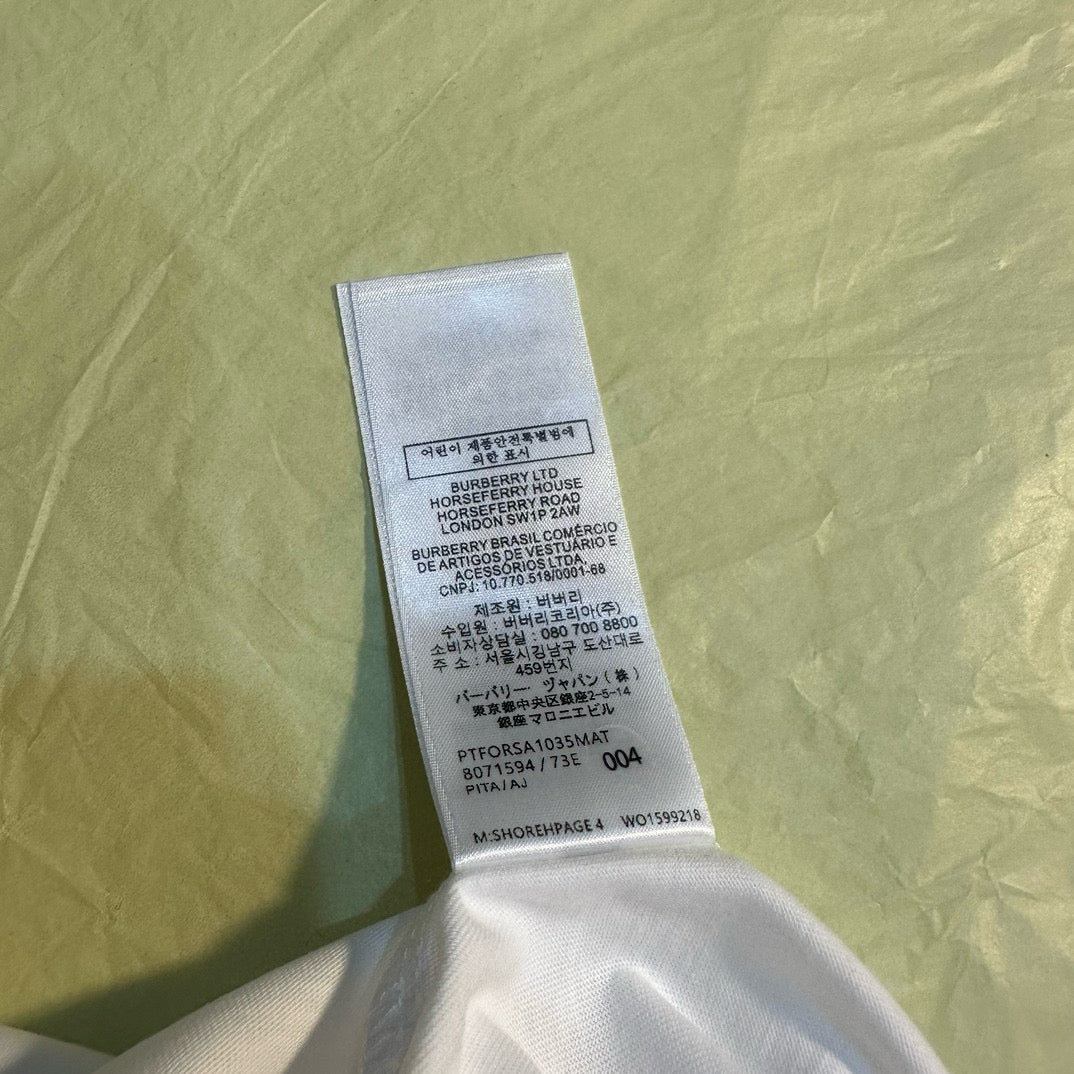 어린이 제품안전특별법에
의한 표시
BURBERRY LTD
HORSEFERRY HOUSE
HORSEFERRY ROAD
LONDON SW1P 2AW
BURBERRY BRASIL COMÉRCIO
DE ARTIGOS DE VESTUÁRIO E
ACESSÓRIOS LTDA,
CNPJ: 10.770.518/0001-68
제조원 : 버버리
수입원 : 버버리코리아(주)
소비자상담실 : 080 700 8800
주 소 : 서울시깅남구 도산대로
459번지
バーバリー· ヅャパン ( 株 )
東京都中央区銀座2-5-14
銀座マロニエビル
PTFORSA1035MAT
8071594 / 73E 004
PITA / AJ
M:SHOREHPAGE 4 WO1599218